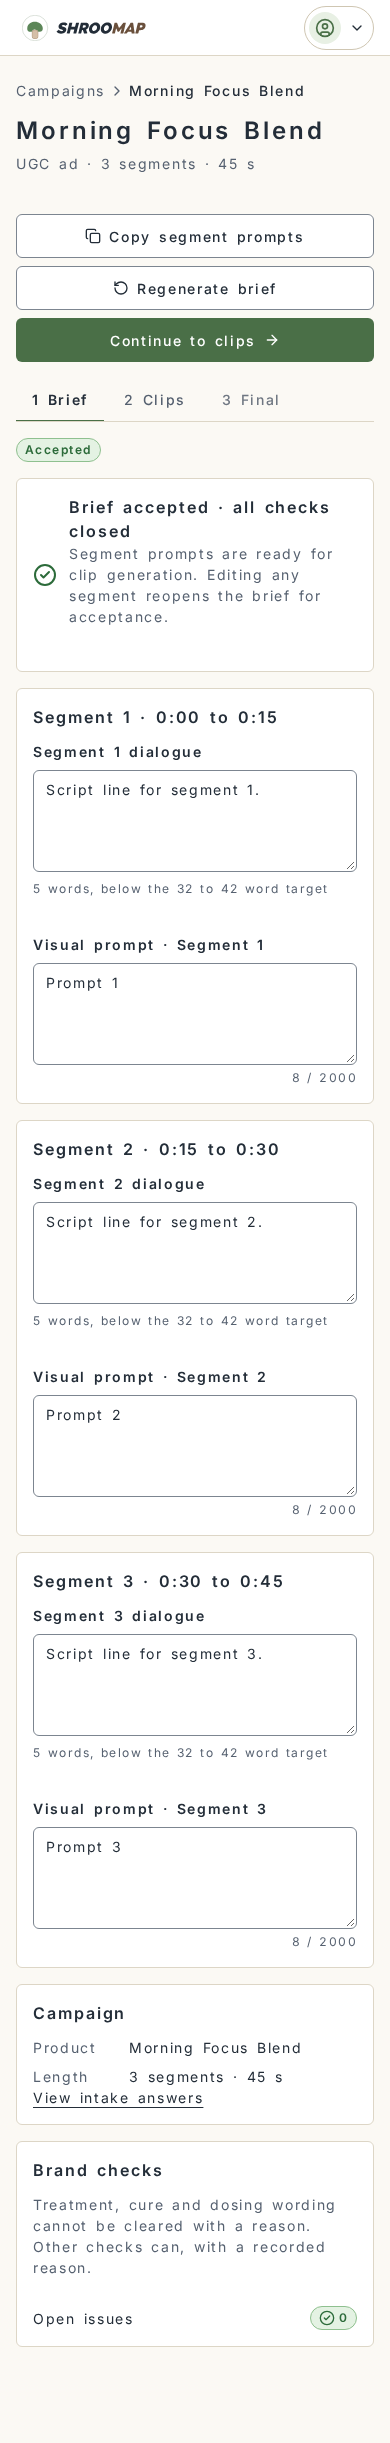 SHROOMAP
Campaigns > Morning Focus Blend
Morning Focus Blend
UGC ad · 3 segments · 45 s
Copy segment prompts
Regenerate brief
Continue to clips →
1 Brief 2 Clips 3 Final
Accepted
Brief accepted · all checks
closed
Segment prompts are ready for
clip generation. Editing any
segment reopens the brief for
acceptance.
Segment 1 · 0:00 to 0:15
Segment 1 dialogue
Script line for segment 1.
5 words, below the 32 to 42 word target
Visual prompt · Segment 1
Prompt 1
8 / 2000
Segment 2 · 0:15 to 0:30
Segment 2 dialogue
Script line for segment 2.
5 words, below the 32 to 42 word target
Visual prompt · Segment 2
Prompt 2
8 / 2000
Segment 3 · 0:30 to 0:45
Segment 3 dialogue
Script line for segment 3.
5 words, below the 32 to 42 word target
Visual prompt · Segment 3
Prompt 3
8 / 2000
Campaign
Product Morning Focus Blend
Length 3 segments · 45 s
View intake answers
Brand checks
Treatment, cure and dosing wording
cannot be cleared with a reason.
Other checks can, with a recorded
reason.
Open issues 0